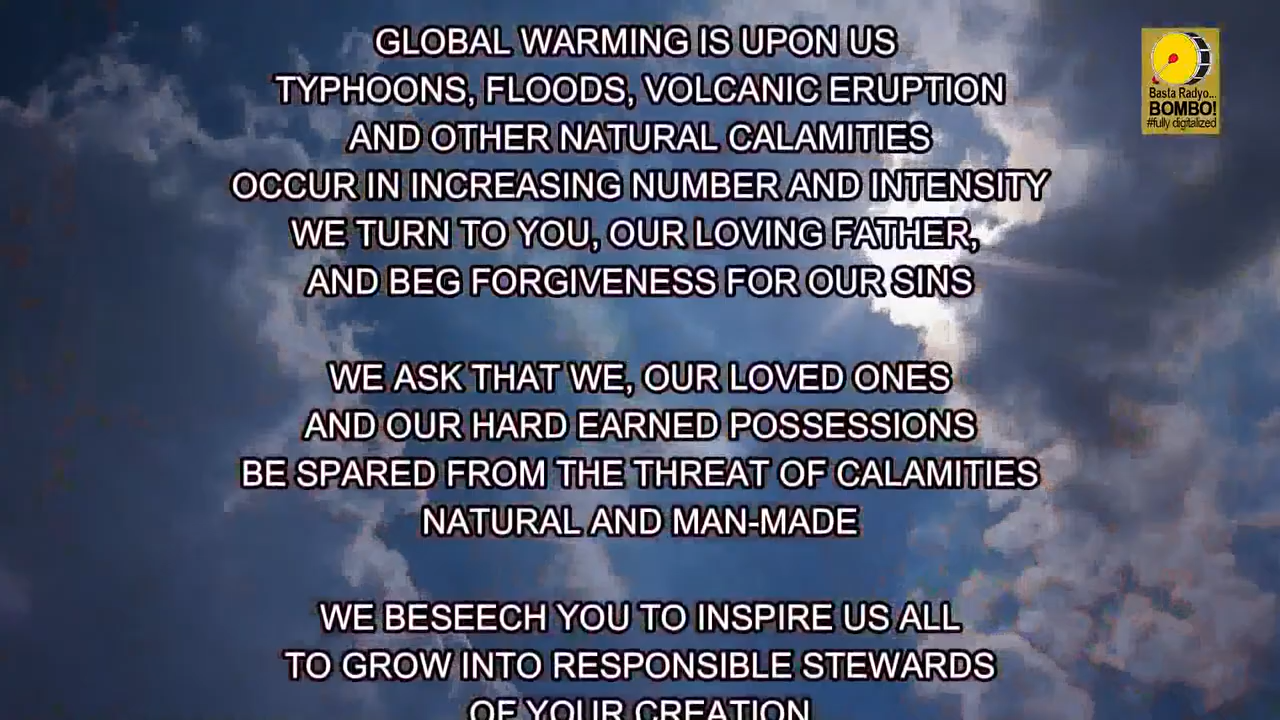 GLOBAL WARMING IS UPON US
TYPHOONS, FLOODS, VOLCANIC ERUPTION
AND OTHER NATURAL CALAMITIES
OCCUR IN INCREASING NUMBER AND INTENSITY
WE TURN TO YOU, OUR LOVING FATHER,
AND BEG FORGIVENESS FOR OUR SINS
WE ASK THAT WE, OUR LOVED ONES
AND OUR HARD EARNED POSSESSIONS
BE SPARED FROM THE THREAT OF CALAMITIES
NATURAL AND MAN-MADE
WE BESEECH YOU TO INSPIRE US ALL
TO GROW INTO RESPONSIBLE STEWARDS
OF YOUR CREATION
Basta Radyo...
BOMBO!
#fully digitalized